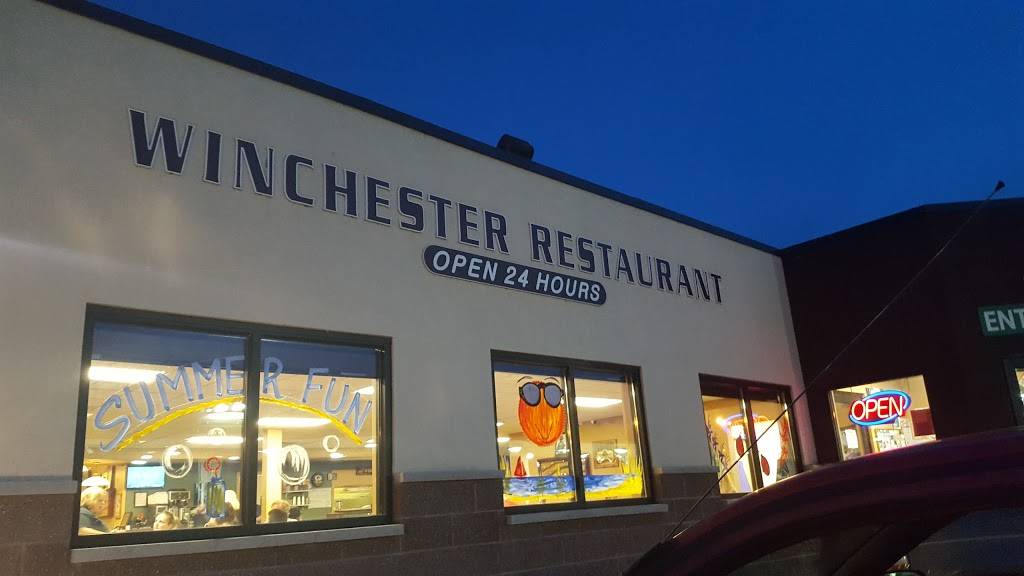 WINCHESTER RESTAURANT
OPEN 24 HOURS
SUMMER FUN
OPEN
ENT